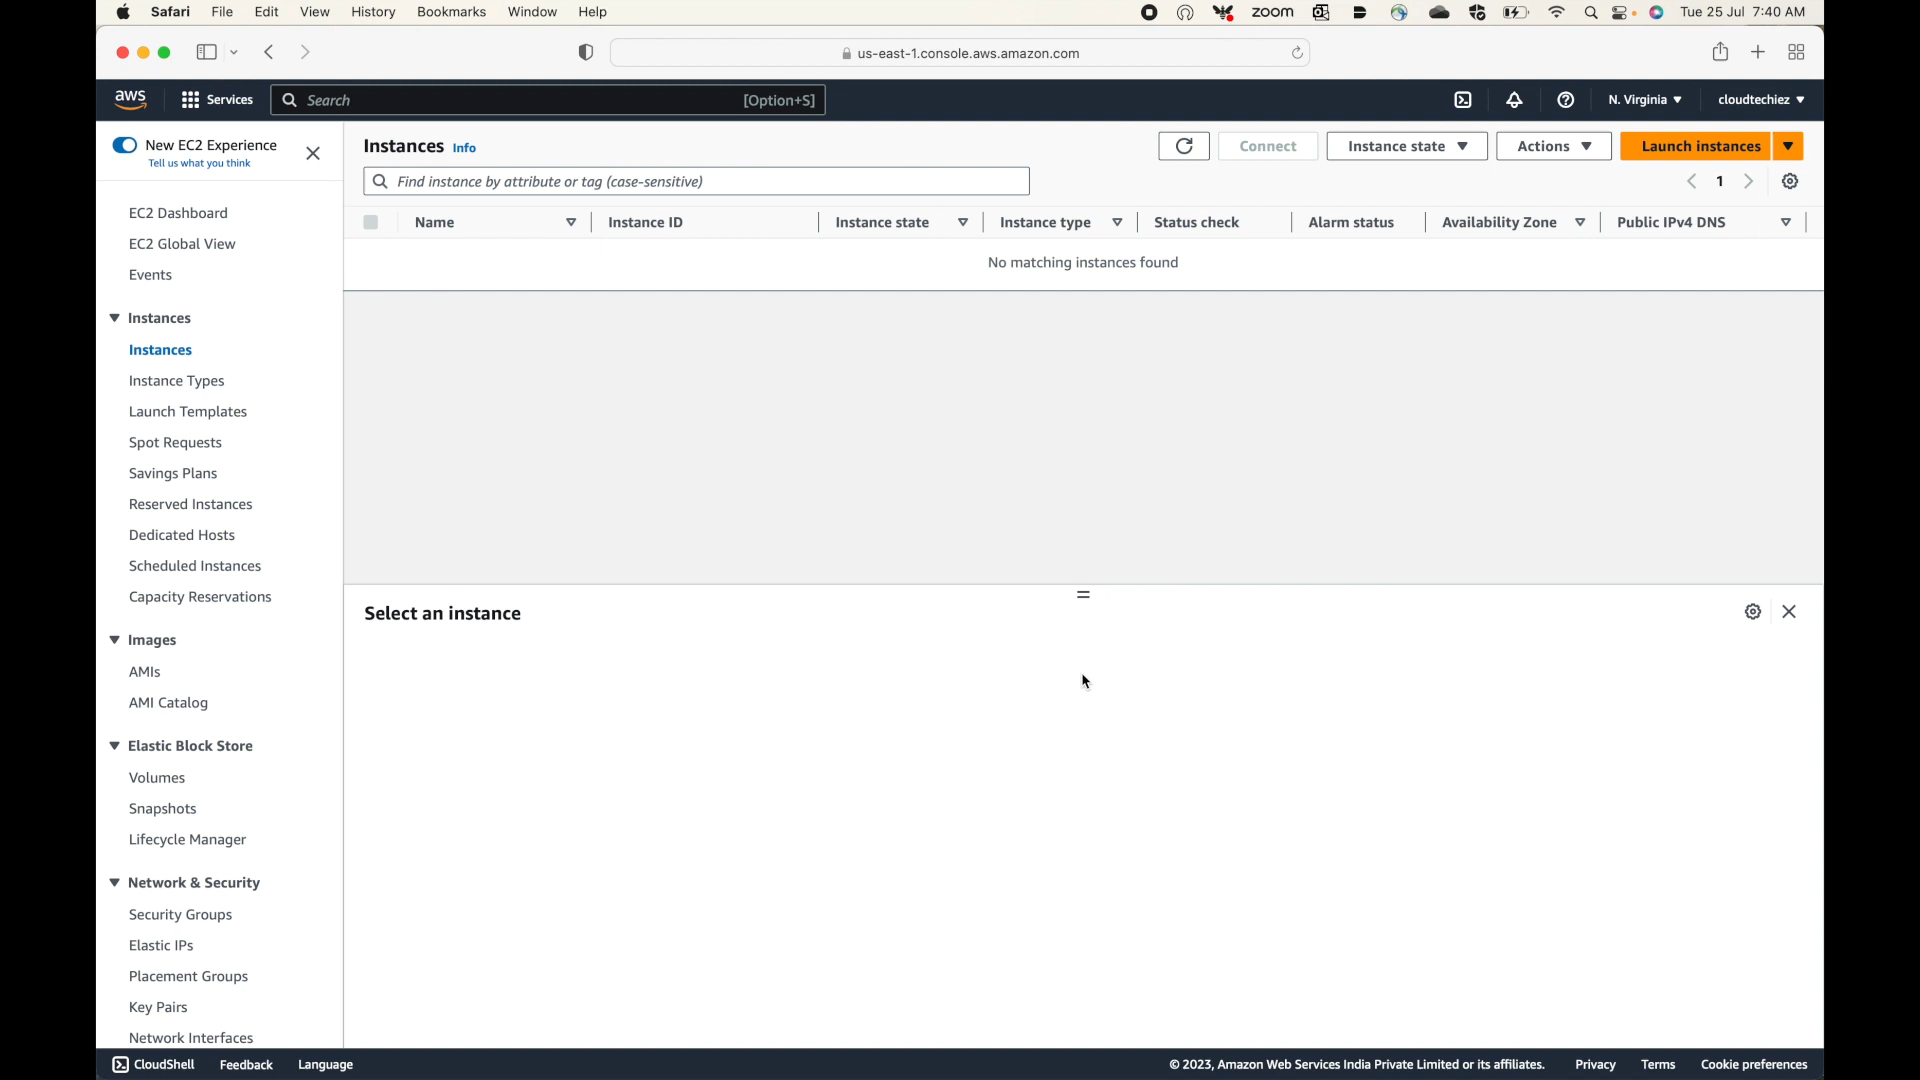 Safari File Edit View History Bookmarks Window Help zoom Tue 25 Jul 7:40 AM
us-east-1.console.aws.amazon.com
aws Services Search [Option+S] N. Virginia cloudtechiez
New EC2 Experience
Tell us what you think
EC2 Dashboard
EC2 Global View
Events
Instances
Instances
Instance Types
Launch Templates
Spot Requests
Savings Plans
Reserved Instances
Dedicated Hosts
Scheduled Instances
Capacity Reservations
Images
AMIs
AMI Catalog
Elastic Block Store
Volumes
Snapshots
Lifecycle Manager
Network & Security
Security Groups
Elastic IPs
Placement Groups
Key Pairs
Network Interfaces
Instances Info Connect Instance state Actions Launch instances
Find instance by attribute or tag (case-sensitive) 1
Name Instance ID Instance state Instance type Status check Alarm status Availability Zone Public IPv4 DNS
No matching instances found
Select an instance
CloudShell Feedback Language © 2023, Amazon Web Services India Private Limited or its affiliates. Privacy Terms Cookie preferences